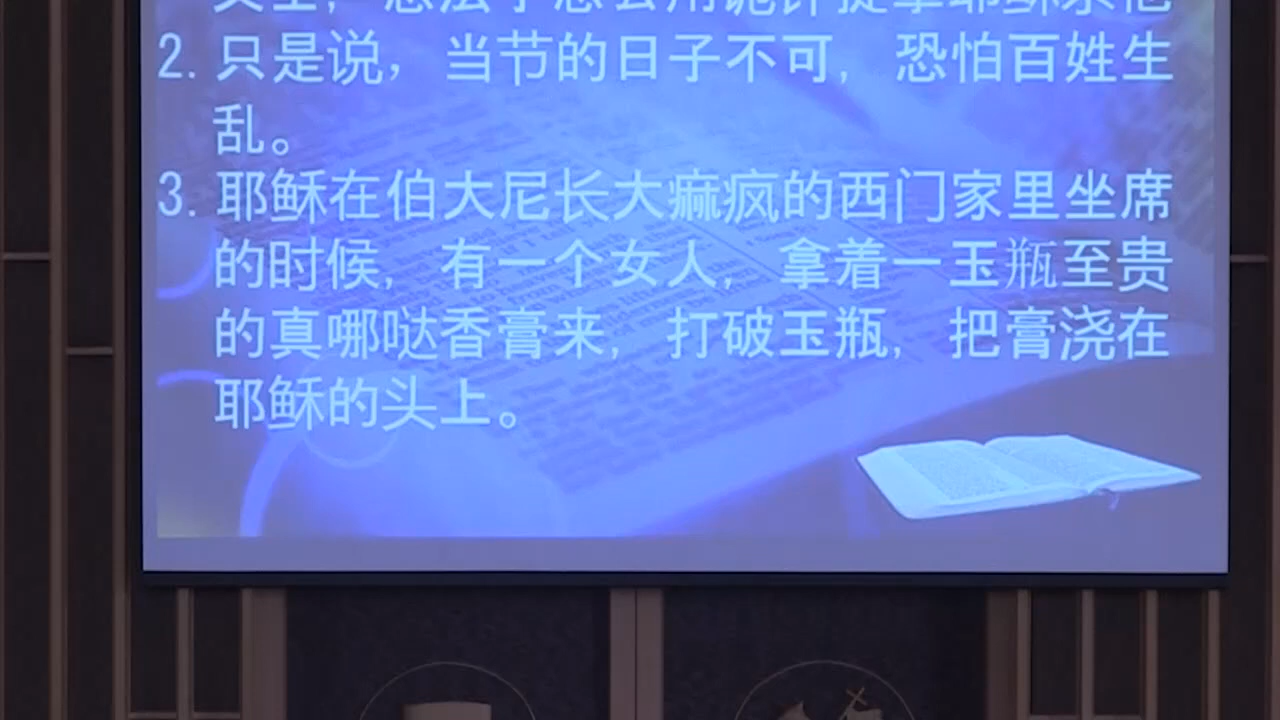 2. 只是说，当节的日子不可，恐怕百姓生
乱。
3. 耶稣在伯大尼长大痲疯的西门家里坐席
的时候，有一个女人，拿着一玉瓶至贵
的真哪哒香膏来，打破玉瓶，把膏浇在
耶稣的头上。